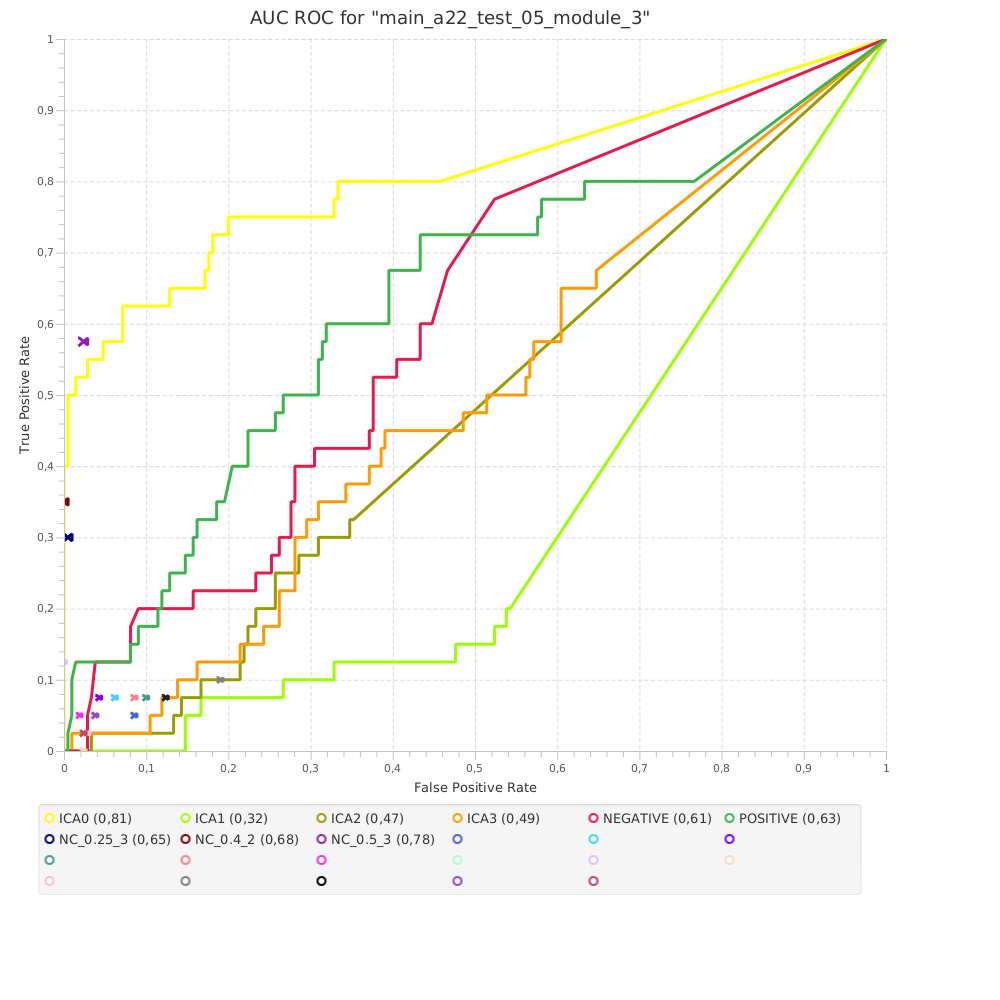 AUC ROC for "main_a22_test_05_module_3"
1
0,9
0,8
0,7
0,6
0,5
0,4
0,3
0,2
0,1
0
True Positive Rate
0 0,1 0,2 0,3 0,4 0,5 0,6 0,7 0,8 0,9 1
False Positive Rate
ICA0 (0,81) ICA1 (0,32) ICA2 (0,47) ICA3 (0,49) NEGATIVE (0,61) POSITIVE (0,63)
NC_0.25_3 (0,65) NC_0.4_2 (0,68) NC_0.5_3 (0,78)